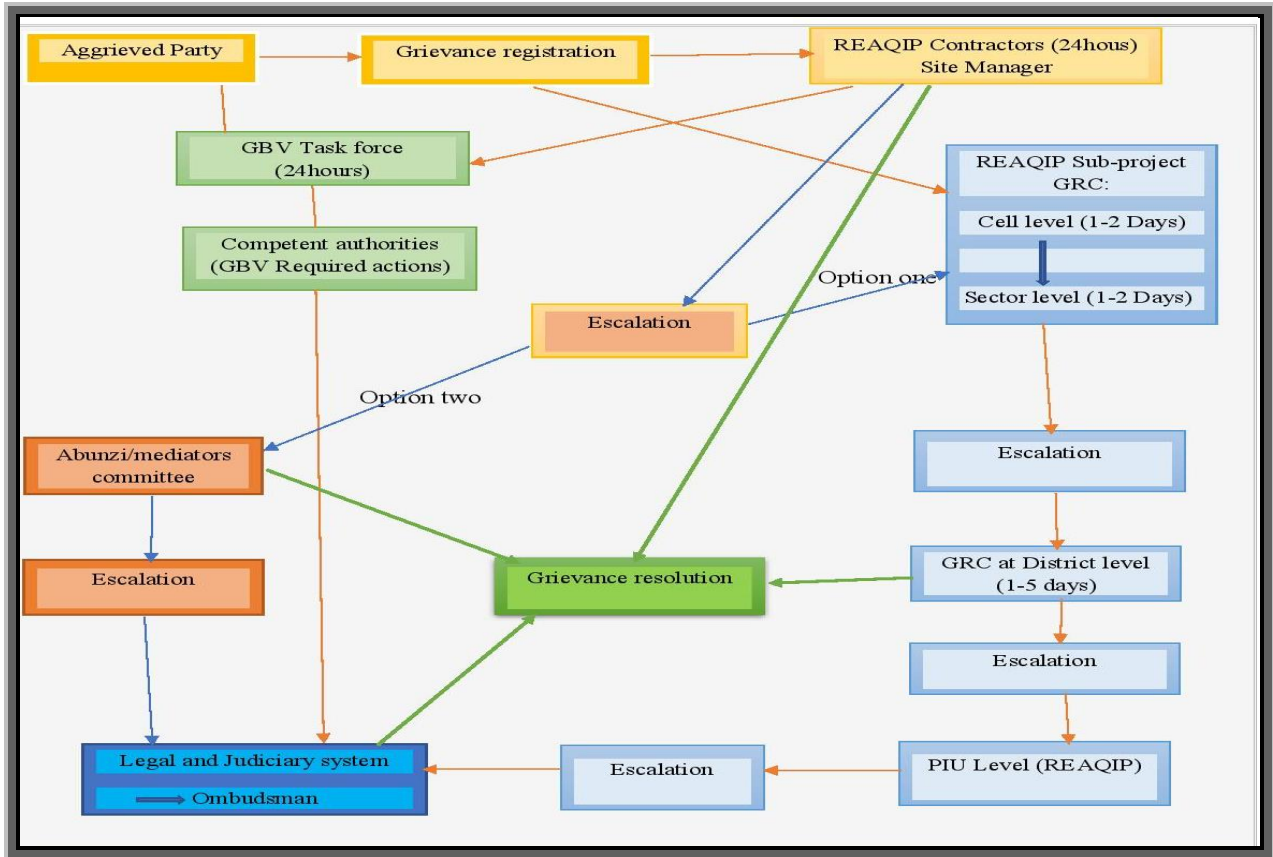 Aggrieved Party
Grievance registration
REAQIP Contractors (24hous)
Site Manager
GBV Task force
(24hours)
REAQIP Sub-project
GRC:
Cell level (1-2 Days)
Sector level (1-2 Days)
Competent authorities
(GBV Required actions)
Option one
Escalation
Option two
Abunzi/mediators
committee
Escalation
Escalation
Grievance resolution
GRC at District level
(1-5 days)
Escalation
Legal and Judiciary system
Ombudsman
Escalation
PIU Level (REAQIP)